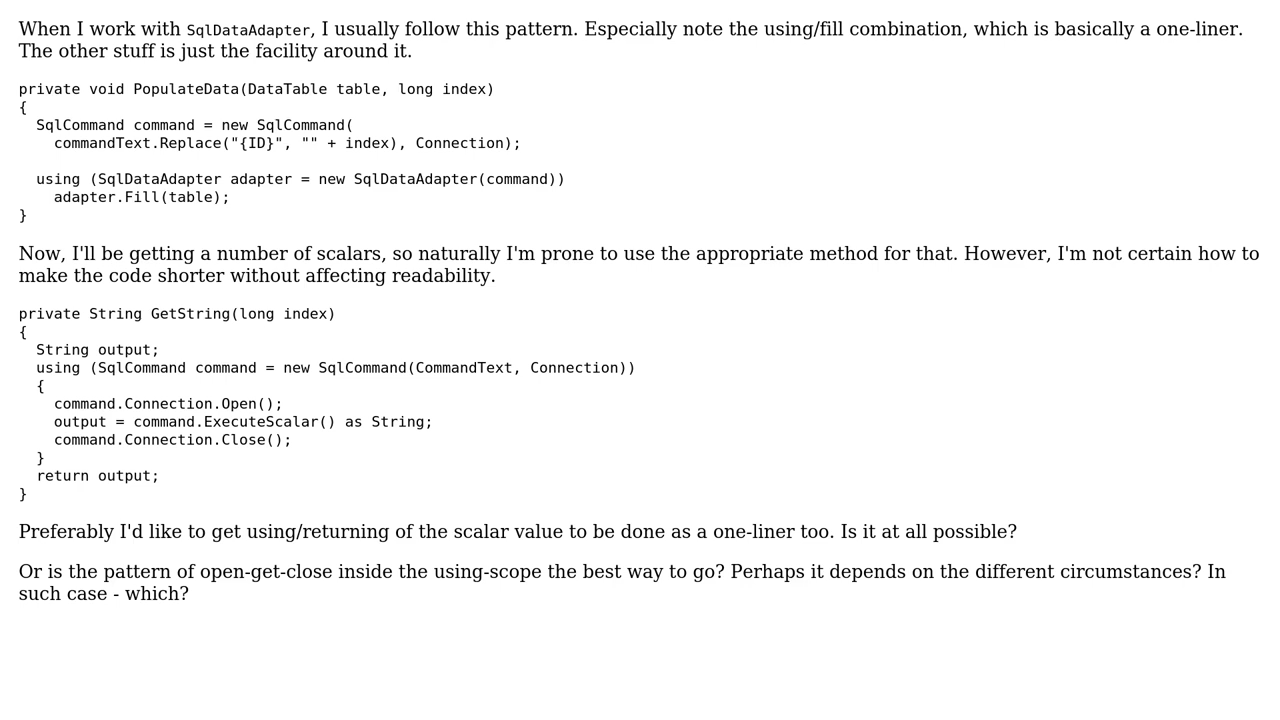 When I work with SqlDataAdapter, I usually follow this pattern. Especially note the using/fill combination, which is basically a one-liner.
The other stuff is just the facility around it.
private void PopulateData(DataTable table, long index)
{
  SqlCommand command = new SqlCommand(
    commandText.Replace("{ID}", "" + index), Connection);

  using (SqlDataAdapter adapter = new SqlDataAdapter(command))
    adapter.Fill(table);
}
Now, I'll be getting a number of scalars, so naturally I'm prone to use the appropriate method for that. However, I'm not certain how to
make the code shorter without affecting readability.
private String GetString(long index)
{
  String output;
  using (SqlCommand command = new SqlCommand(CommandText, Connection))
  {
    command.Connection.Open();
    output = command.ExecuteScalar() as String;
    command.Connection.Close();
  }
  return output;
}
Preferably I'd like to get using/returning of the scalar value to be done as a one-liner too. Is it at all possible?
Or is the pattern of open-get-close inside the using-scope the best way to go? Perhaps it depends on the different circumstances? In
such case - which?